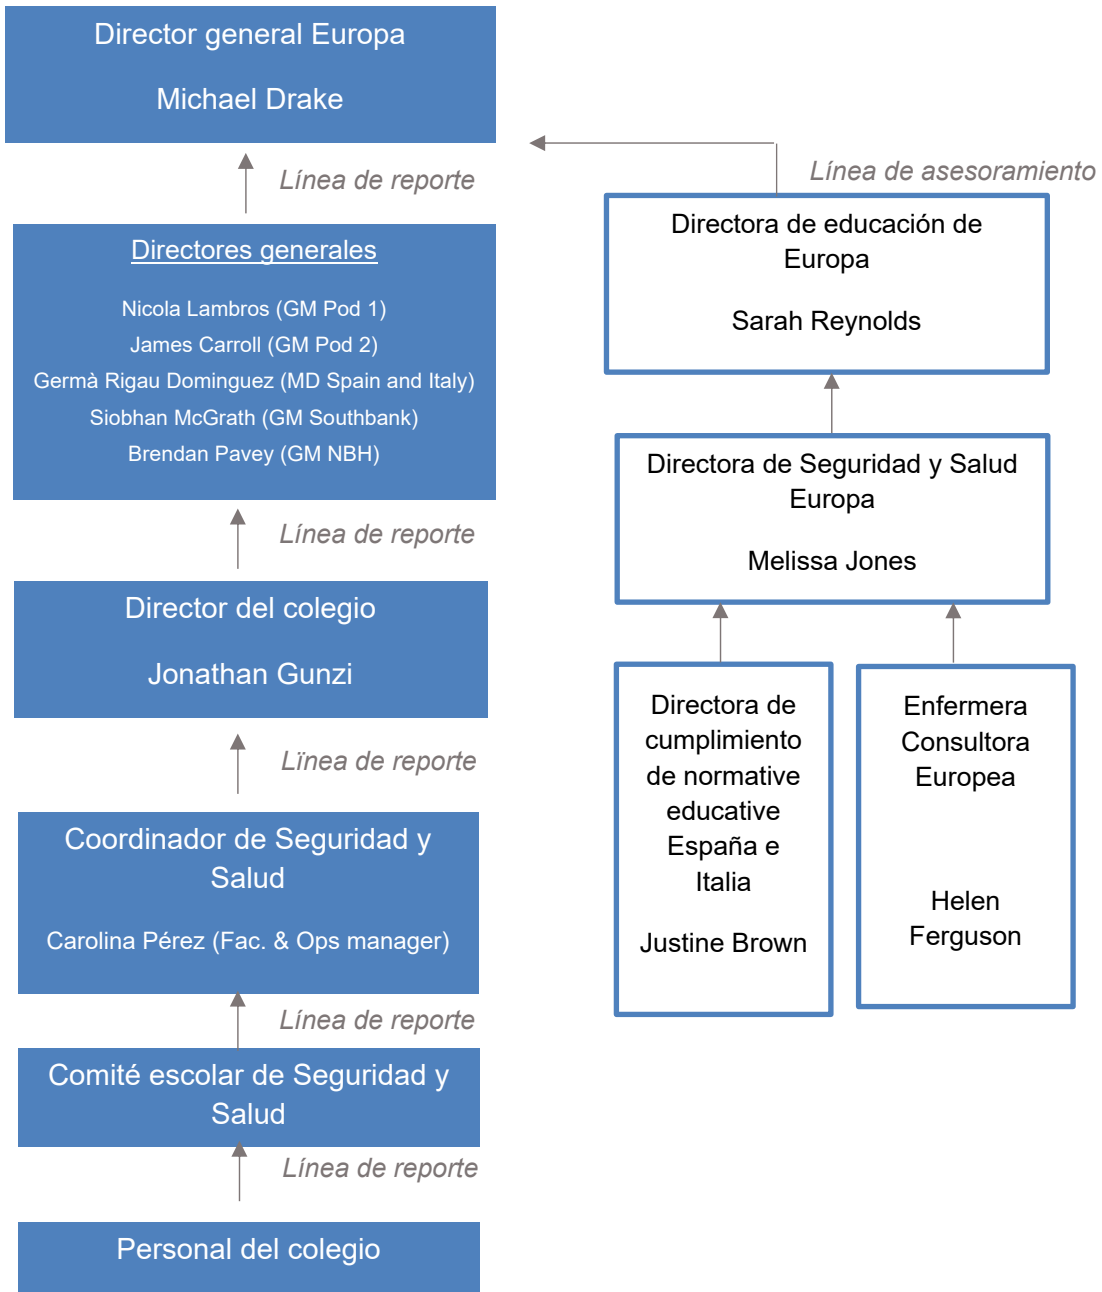 Director general Europa
Michael Drake
Línea de reporte
Directores generales
Nicola Lambros (GM Pod 1)
James Carroll (GM Pod 2)
Germà Rigau Dominguez (MD Spain and Italy)
Siobhan McGrath (GM Southbank)
Brendan Pavey (GM NBH)
Línea de reporte
Director del colegio
Jonathan Gunzi
Lïnea de reporte
Coordinador de Seguridad y
Salud
Carolina Pérez (Fac. & Ops manager)
Línea de reporte
Comité escolar de Seguridad y
Salud
Línea de reporte
Personal del colegio
Línea de asesoramiento
Directora de educación de
Europa
Sarah Reynolds
Directora de Seguridad y Salud
Europa
Melissa Jones
Directora de
cumplimiento
de normative
educative
España e
Italia
Justine Brown
Enfermera
Consultora
Europea
Helen
Ferguson